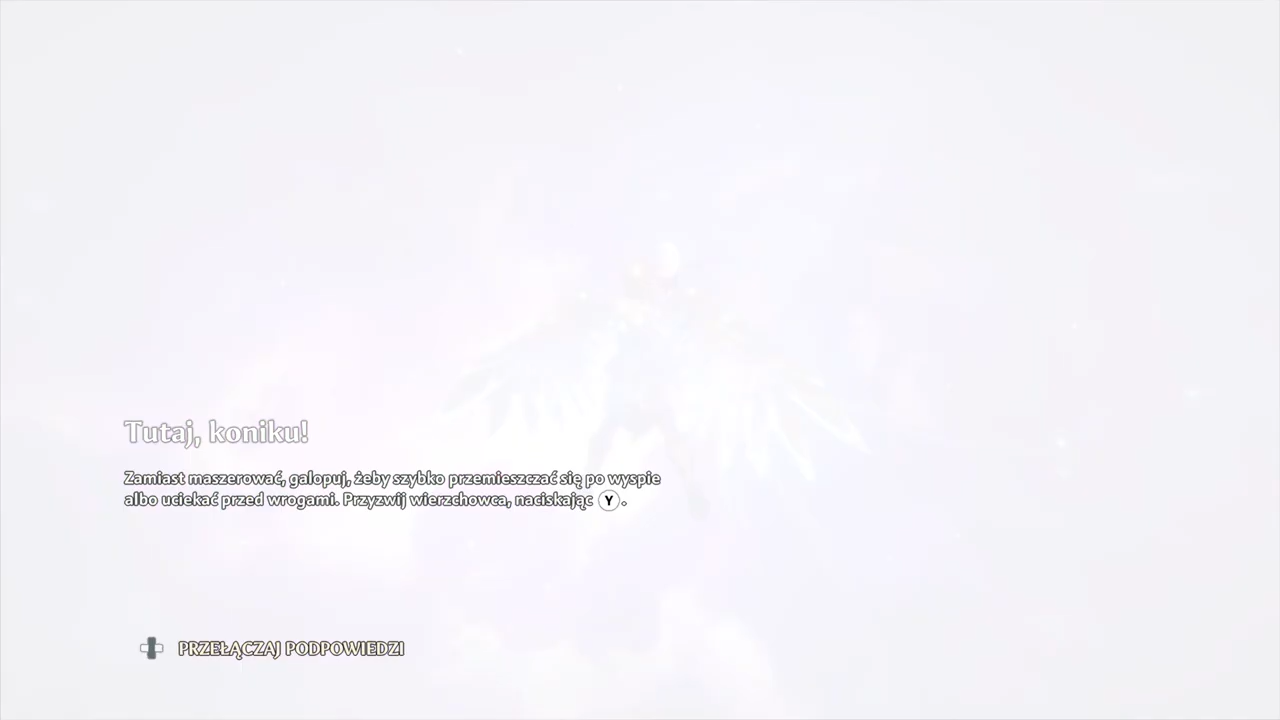 Tutaj, koniku!
Zamiast maszerować, galopuj, żeby szybko przemieszczać się po wyspie
albo uciekać przed wrogami. Przyzwij wierzchowca, naciskając Y.
PRZEŁĄCZAJ PODPOWIEDZI